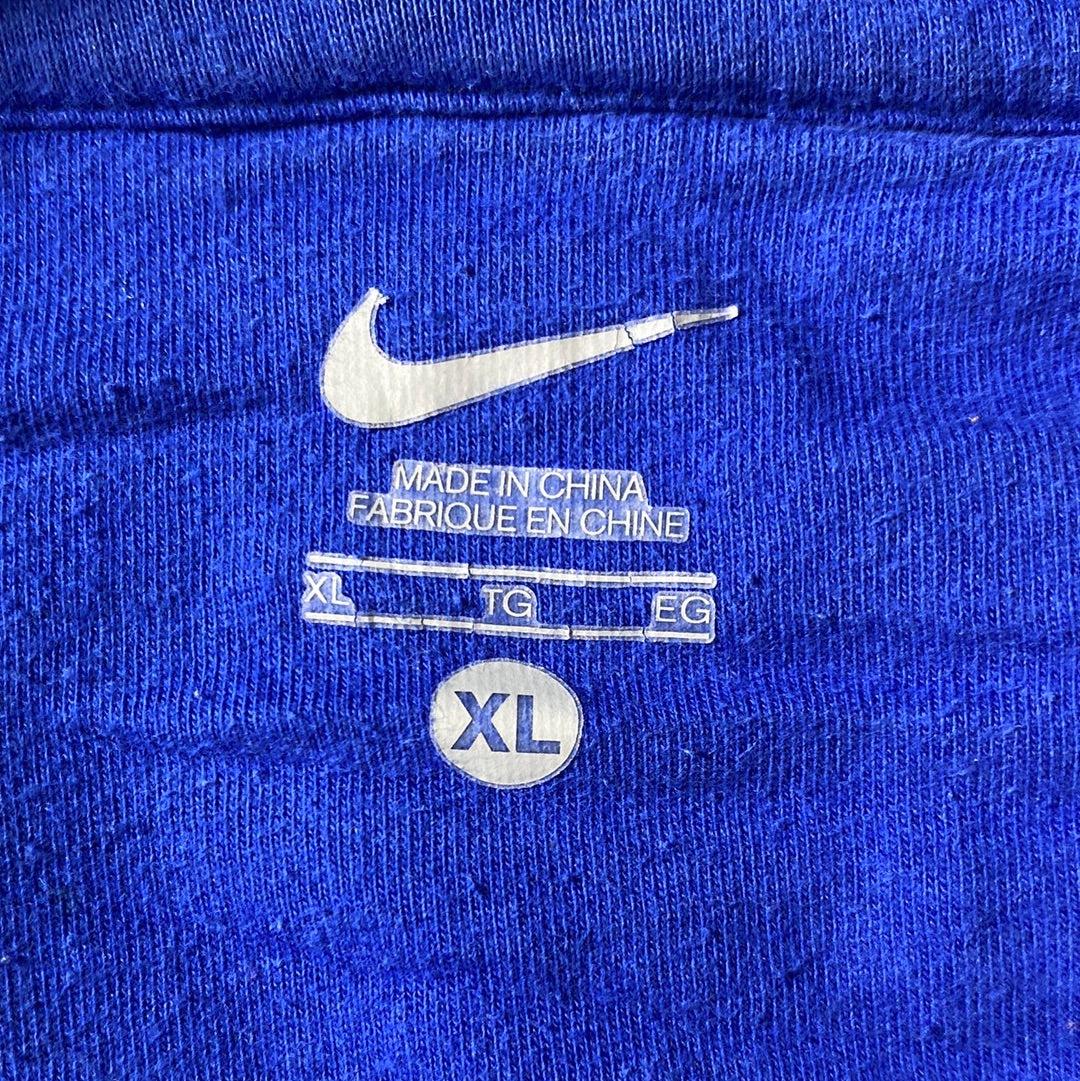 MADE IN CHINA
FABRIQUE EN CHINE
XL TG EG
XL